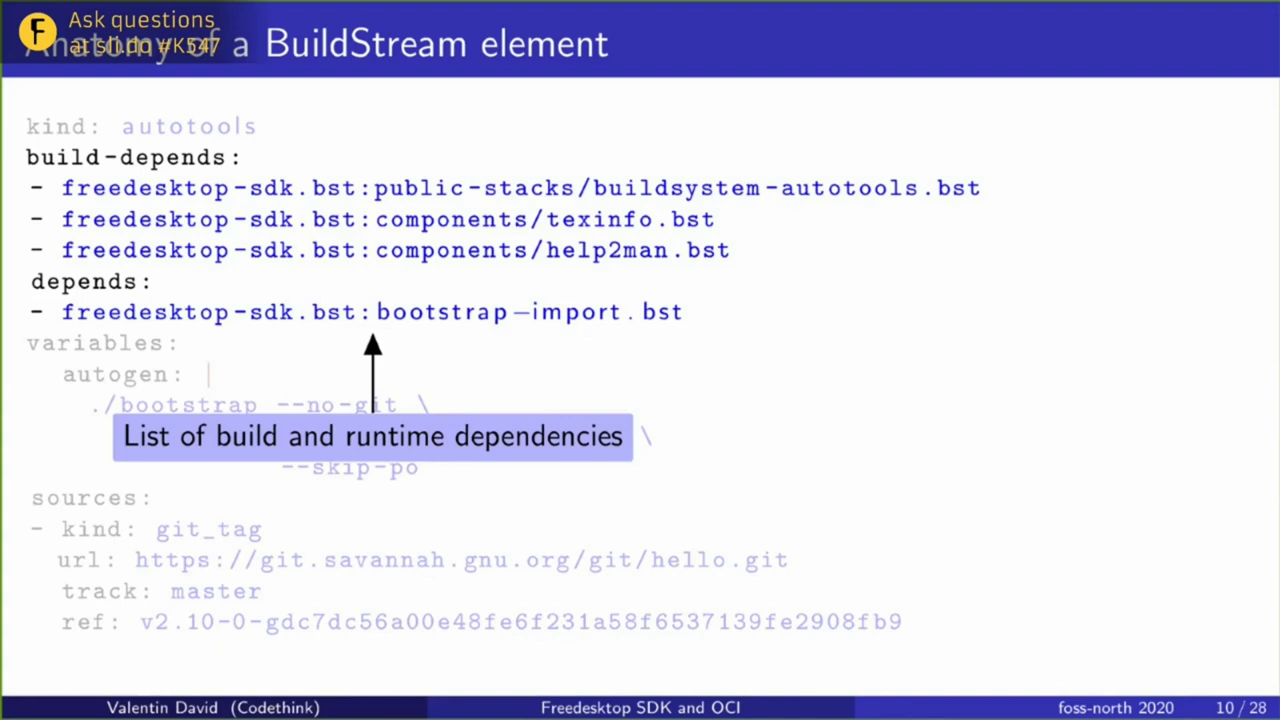 Ask questions
at sli.do #K547
Anatomy of a BuildStream element
kind: autotools
build-depends:
- freedesktop-sdk.bst:public-stacks/buildsystem-autotools.bst
- freedesktop-sdk.bst:components/texinfo.bst
- freedesktop-sdk.bst:components/help2man.bst
depends:
- freedesktop-sdk.bst:bootstrap-import.bst
variables:
autogen: |
./bootstrap --no-git \
List of build and runtime dependencies \
--skip-po
sources:
- kind: git_tag
url: https://git.savannah.gnu.org/git/hello.git
track: master
ref: v2.10-0-gdc7dc56a00e48fe6f231a58f6537139fe2908fb9
Valentin David (Codethink) Freedesktop SDK and OCI foss-north 2020 10 / 28